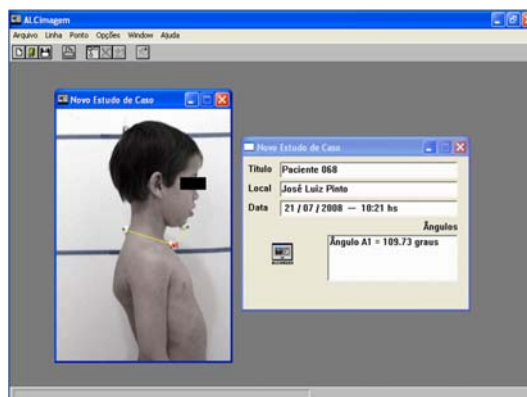 ALCimagem
Arquivo Linha Ponto Opções Window Ajuda
Novo Estudo de Caso
Novo Estudo de Caso
Título Paciente 068
Local José Luiz Pinto
Data 21 / 07 / 2008 — 10:21 hs
Ângulos
Ângulo A1 = 109.73 graus